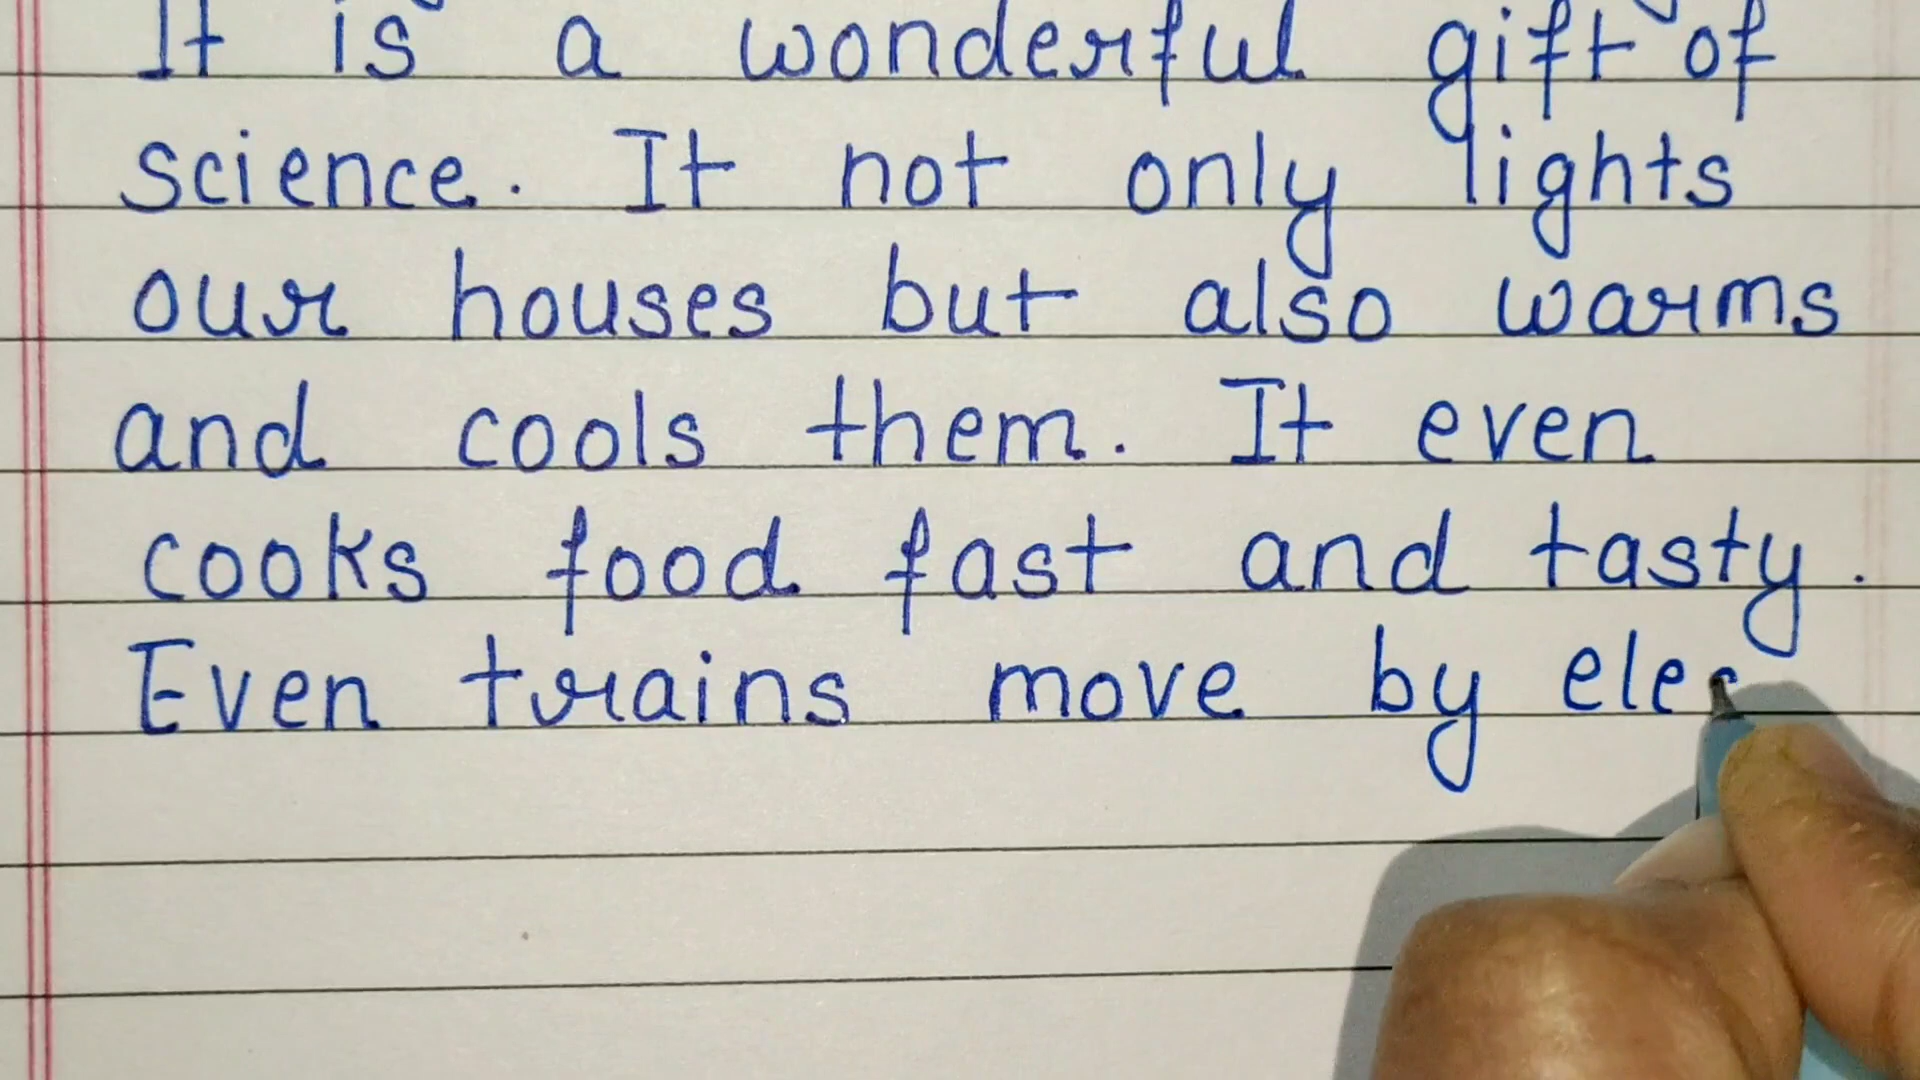 It is a wonderful gift of
science. It not only lights
our houses but also warms
and cools them. It even
cooks food fast and tasty.
Even trains move by elec